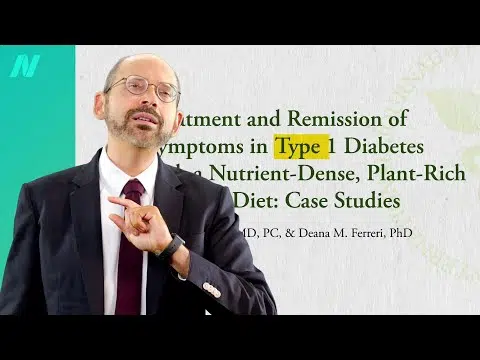 N
atment and Remission of
ymptoms in Type 1 Diabetes
a Nutrient-Dense, Plant-Rich
Diet: Case Studies
MD, PC, & Deana M. Ferreri, PhD